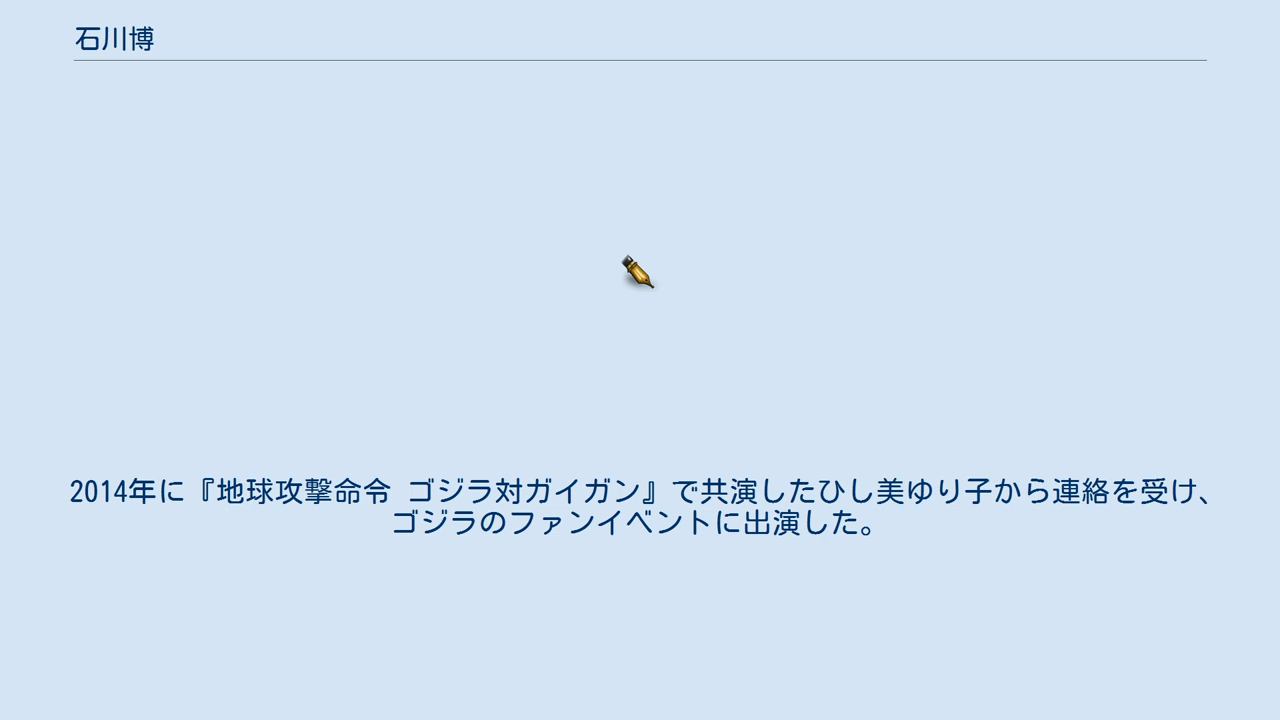 石川博
2014年に『地球攻撃命令 ゴジラ対ガイガン』で共演したひし美ゆり子から連絡を受け、
ゴジラのファンイベントに出演した。